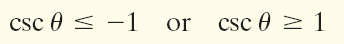 csc θ ≤ −1 or csc θ ≥ 1